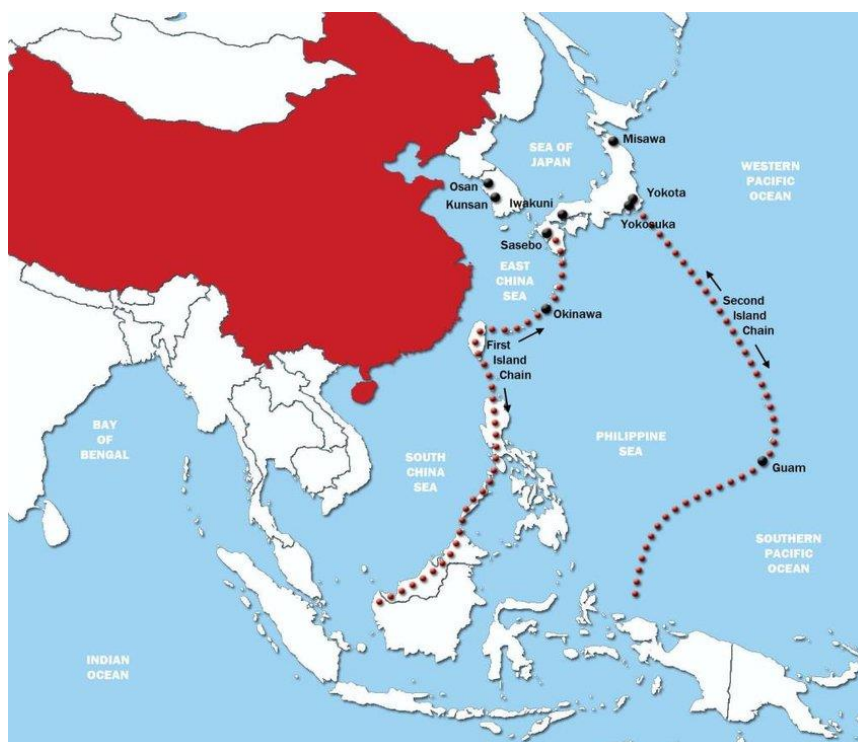 SEA OF
JAPAN
Misawa
WESTERN
PACIFIC
OCEAN
Osan
Kunsan
Iwakuni
Yokota
Yokosuka
Sasebo
EAST
CHINA
SEA
Okinawa
Second
Island
Chain
First
Island
Chain
BAY
OF
BENGAL
SOUTH
CHINA
SEA
PHILIPPINE
SEA
Guam
SOUTHERN
PACIFIC
OCEAN
INDIAN
OCEAN